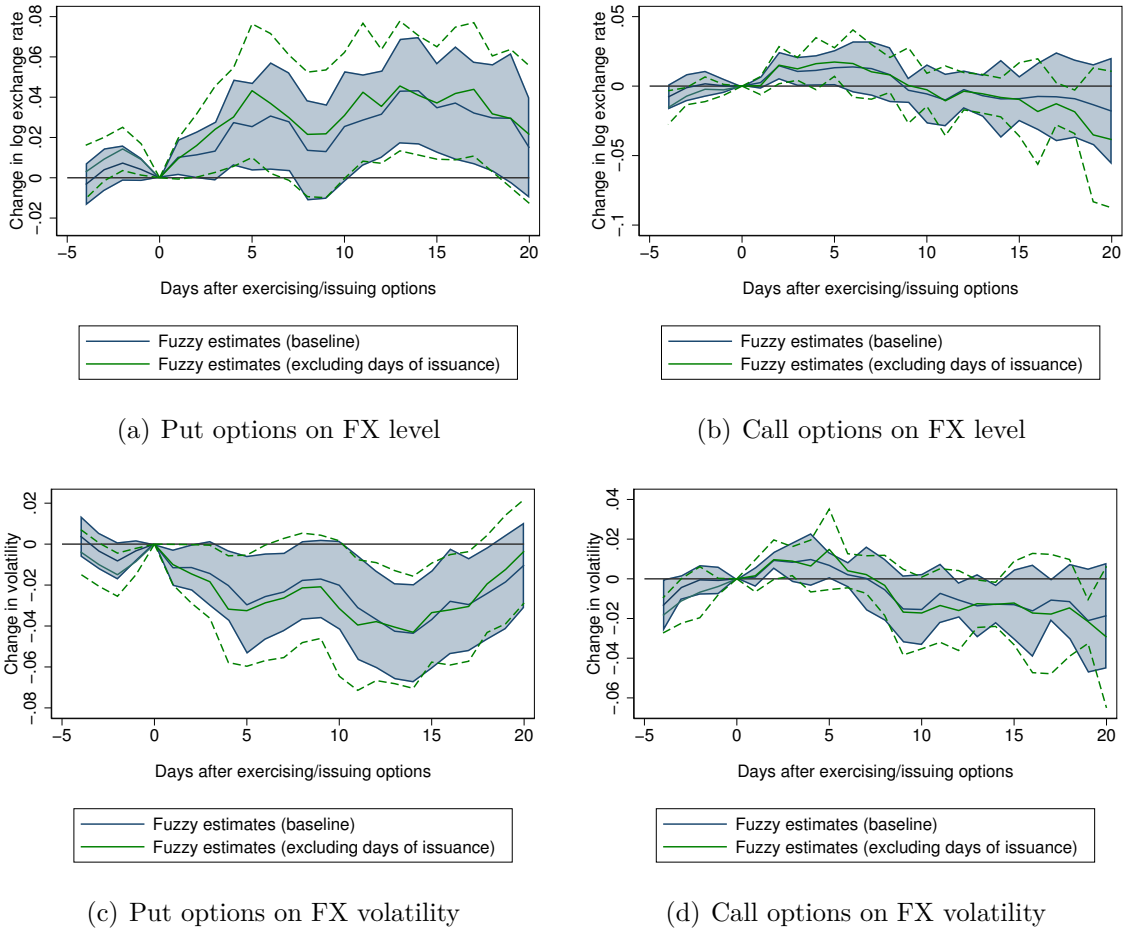 Change in log exchange rate
.08
.06
.04
.02
0
-.02
-5
0
5
10
15
20
Days after exercising/issuing options
Fuzzy estimates (baseline)
Fuzzy estimates (excluding days of issuance)
(a) Put options on FX level
Change in log exchange rate
.05
0
-.05
-.1
-5
0
5
10
15
20
Days after exercising/issuing options
Fuzzy estimates (baseline)
Fuzzy estimates (excluding days of issuance)
(b) Call options on FX level
Change in volatility
.02
0
-.02
-.04
-.06
-.08
-5
0
5
10
15
20
Days after exercising/issuing options
Fuzzy estimates (baseline)
Fuzzy estimates (excluding days of issuance)
(c) Put options on FX volatility
Change in volatility
.04
.02
0
-.02
-.04
-.06
-5
0
5
10
15
20
Days after exercising/issuing options
Fuzzy estimates (baseline)
Fuzzy estimates (excluding days of issuance)
(d) Call options on FX volatility